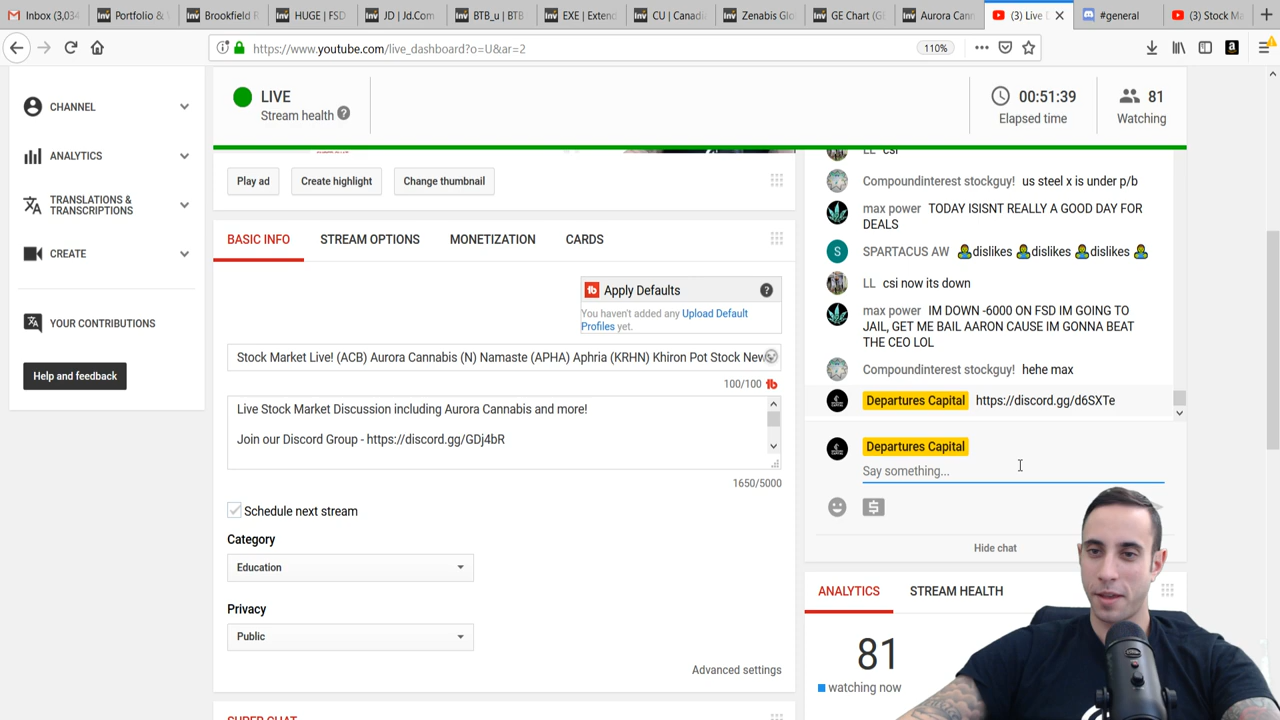 Inbox (3,034
Portfolio &
Brookfield R
HUGE | FSD
JD | Jd.Com
BTB_u | BTB
EXE | Extend
CU | Canadi
Zenabis Glo
GE Chart (G
Aurora Cann
(3) Live D
#general
(3) Stock Ma
https://www.youtube.com/live_dashboard?o=U&ar=2
110%
CHANNEL
ANALYTICS
TRANSLATIONS &
TRANSCRIPTIONS
CREATE
YOUR CONTRIBUTIONS
Help and feedback
LIVE
Stream health
00:51:39
Elapsed time
81
Watching
Play ad
Create highlight
Change thumbnail
BASIC INFO
STREAM OPTIONS
MONETIZATION
CARDS
Apply Defaults
You haven't added any Upload Default
Profiles yet.
Stock Market Live! (ACB) Aurora Cannabis (N) Namaste (APHA) Aphria (KRHN) Khiron Pot Stock New
100/100
Live Stock Market Discussion including Aurora Cannabis and more!
Join our Discord Group - https://discord.gg/GDj4bR
1650/5000
Schedule next stream
Category
Education
Privacy
Public
Advanced settings
SUPER CHAT
LL csi
Compoundinterest stockguy! us steel x is under p/b
max power TODAY ISISNT REALLY A GOOD DAY FOR
DEALS
S SPARTACUS AW dislikes dislikes dislikes
LL csi now its down
max power IM DOWN -6000 ON FSD IM GOING TO
JAIL, GET ME BAIL AARON CAUSE IM GONNA BEAT
THE CEO LOL
Compoundinterest stockguy! hehe max
Departures Capital https://discord.gg/d6SXTe
Departures Capital
Say something...
Hide chat
ANALYTICS
STREAM HEALTH
81
watching now